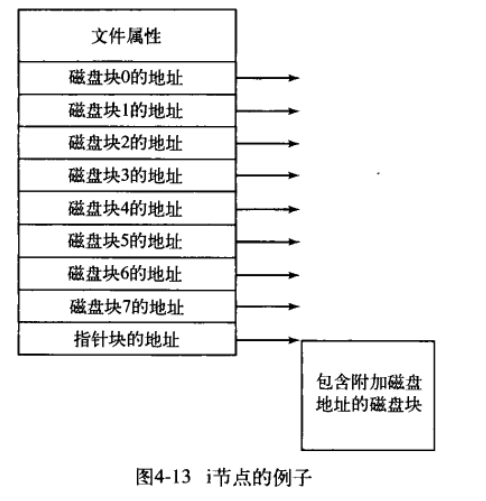 文件属性
磁盘块0的地址
磁盘块1的地址
磁盘块2的地址
磁盘块3的地址
磁盘块4的地址
磁盘块5的地址
磁盘块6的地址
磁盘块7的地址
指针块的地址
包含附加磁盘
地址的磁盘块
图4-13 i节点的例子